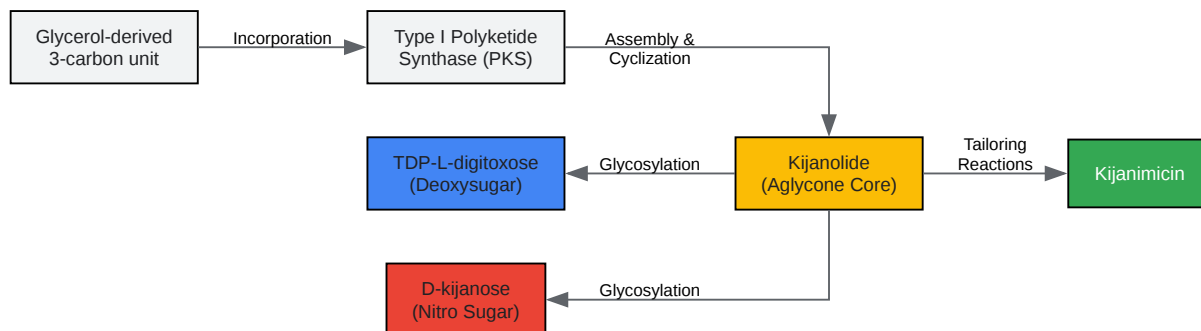 Glycerol-derived
3-carbon unit
Incorporation
Type I Polyketide
Synthase (PKS)
Assembly &
Cyclization
TDP-L-digitoxose
(Deoxysugar)
Glycosylation
Kijanolide
(Aglycone Core)
Tailoring
Reactions
Kijanimicin
D-kijanose
(Nitro Sugar)
Glycosylation